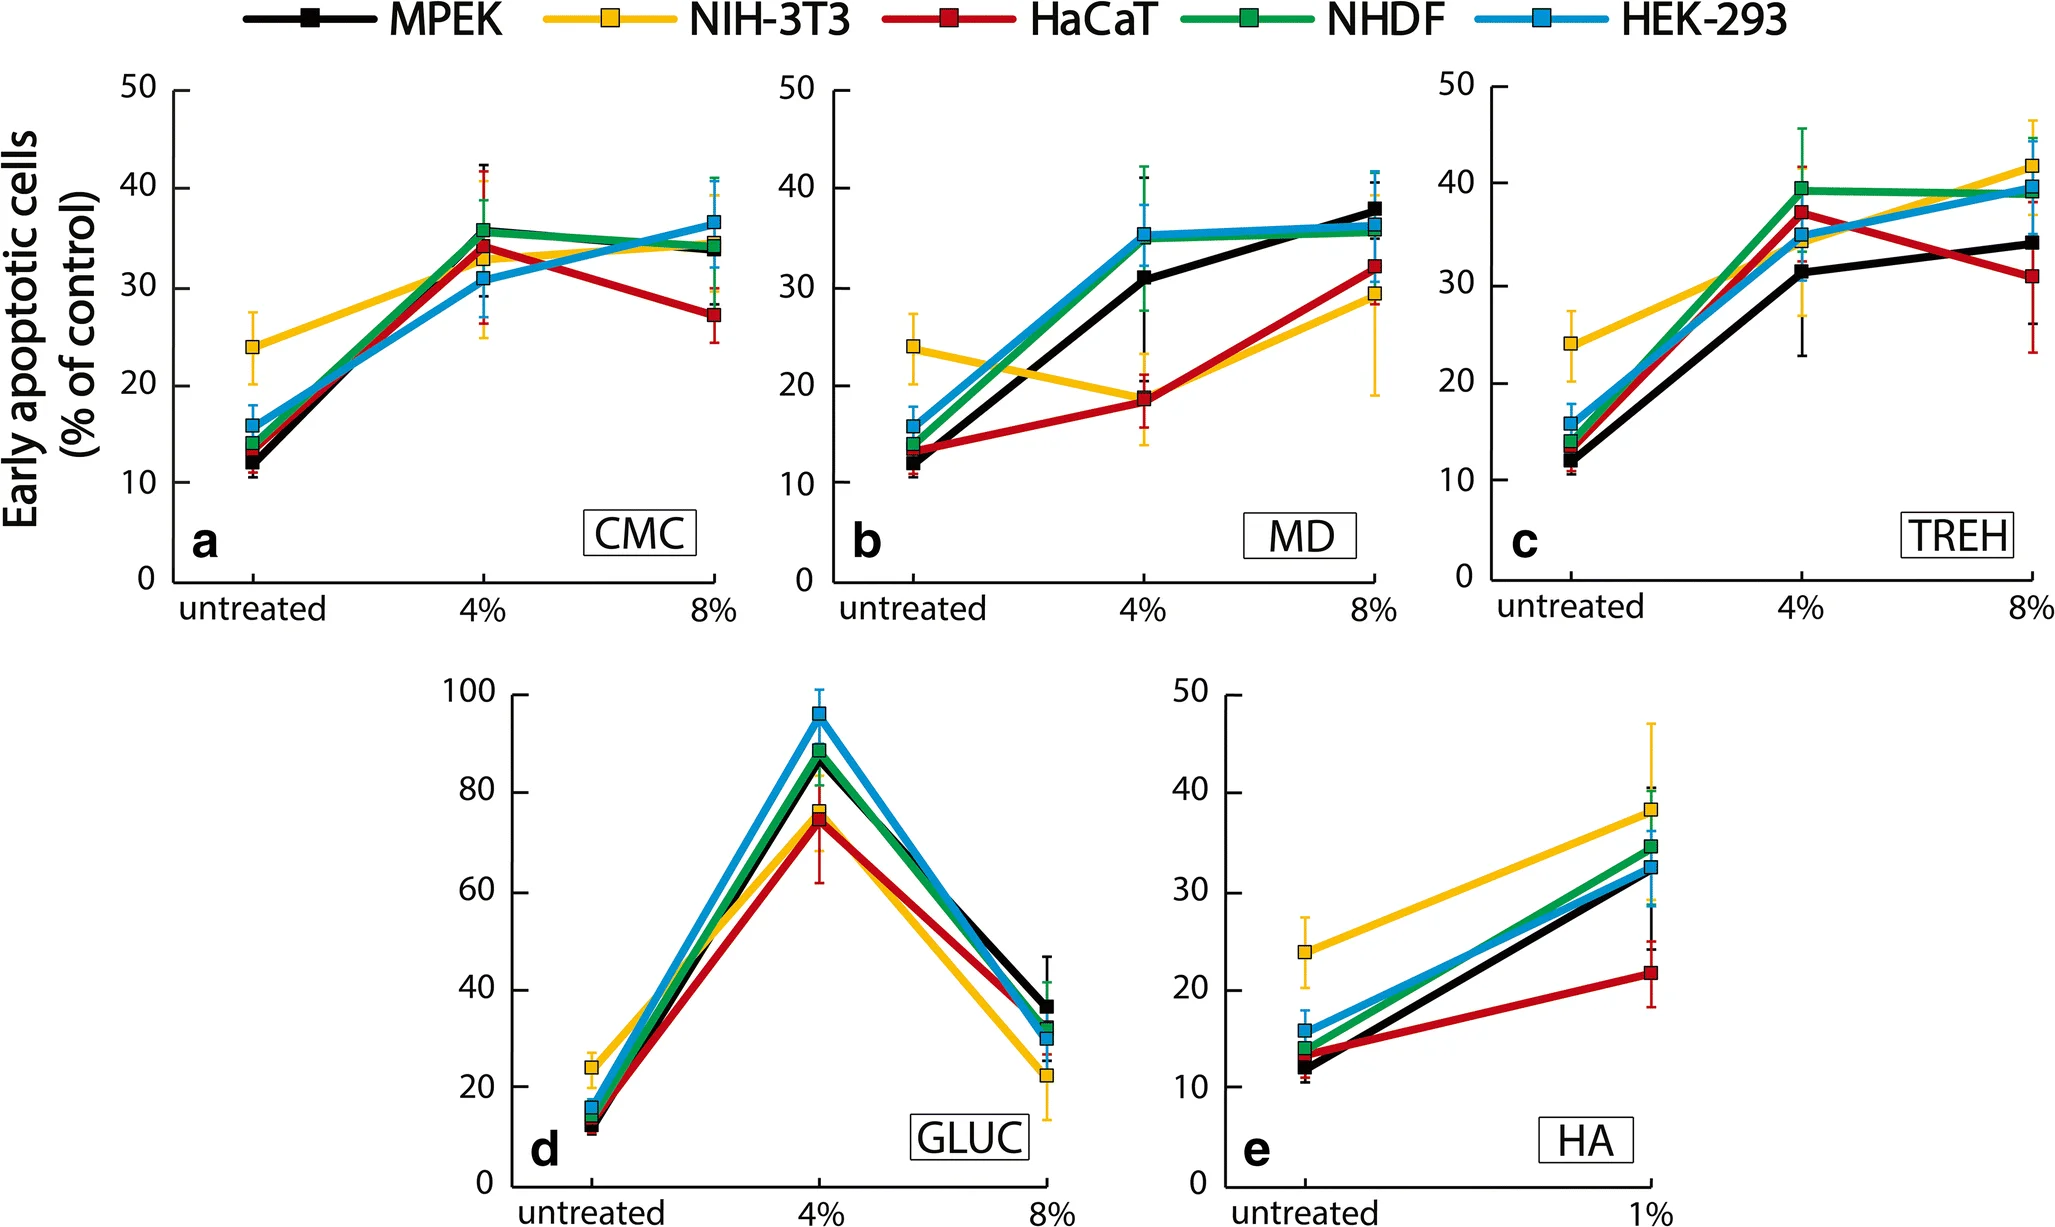 MPEK NIH-3T3 HaCaT NHDF HEK-293
Early apoptotic cells
(% of control)
50
40
30
20
10
0
a
CMC
untreated 4% 8%
50
40
30
20
10
0
b
MD
untreated 4% 8%
50
40
30
20
10
0
c
TREH
untreated 4% 8%
100
80
60
40
20
0
d
GLUC
untreated 4% 8%
50
40
30
20
10
0
e
HA
untreated 1%